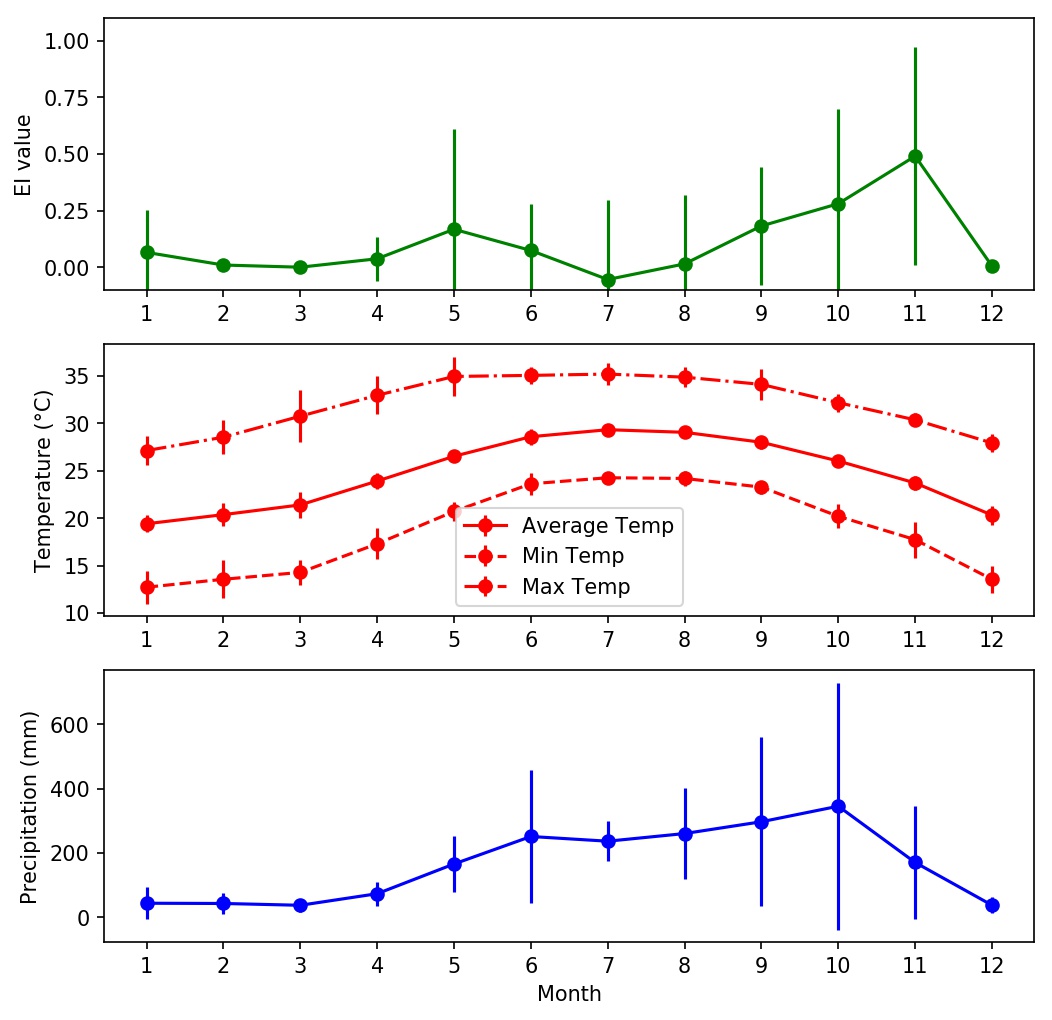 1.00
0.75
0.50
0.25
0.00
EI value
1 2 3 4 5 6 7 8 9 10 11 12
35
30
25
20
15
10
Temperature (°C)
Average Temp
Min Temp
Max Temp
1 2 3 4 5 6 7 8 9 10 11 12
600
400
200
0
Precipitation (mm)
1 2 3 4 5 6 7 8 9 10 11 12
Month